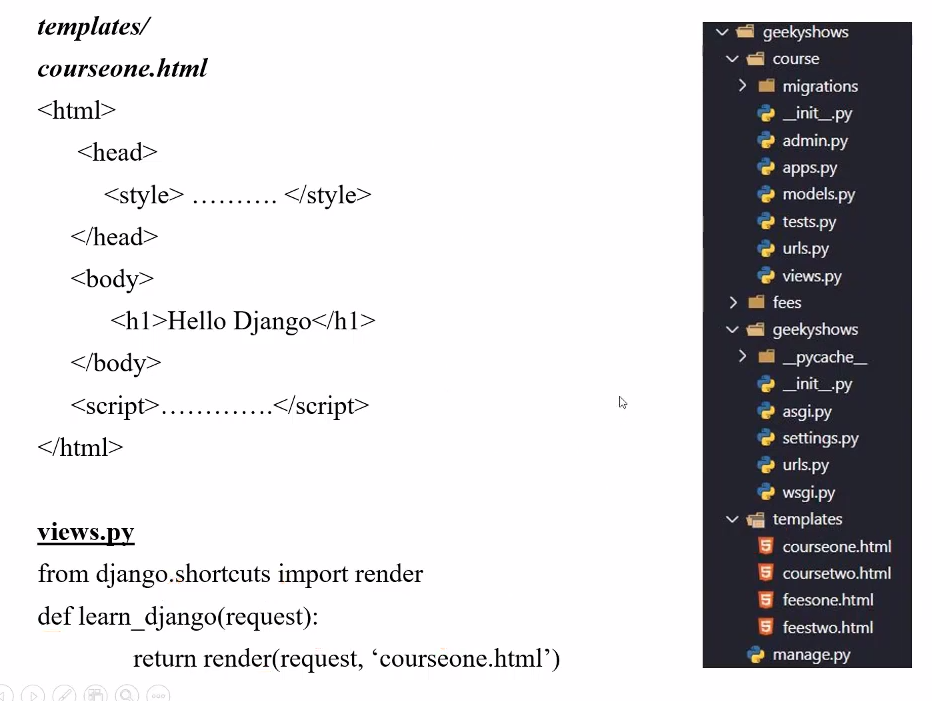 templates/
courseone.html
<html>
<head>
<style> ………. </style>
</head>
<body>
<h1>Hello Django</h1>
</body>
<script>………….</script>
</html>
views.py
from django.shortcuts import render
def learn_django(request):
return render(request, ‘courseone.html’)
geekyshows
course
migrations
__init__.py
admin.py
apps.py
models.py
tests.py
urls.py
views.py
fees
geekyshows
__pycache__
__init__.py
asgi.py
settings.py
urls.py
wsgi.py
templates
courseone.html
coursetwo.html
feesone.html
feestwo.html
manage.py